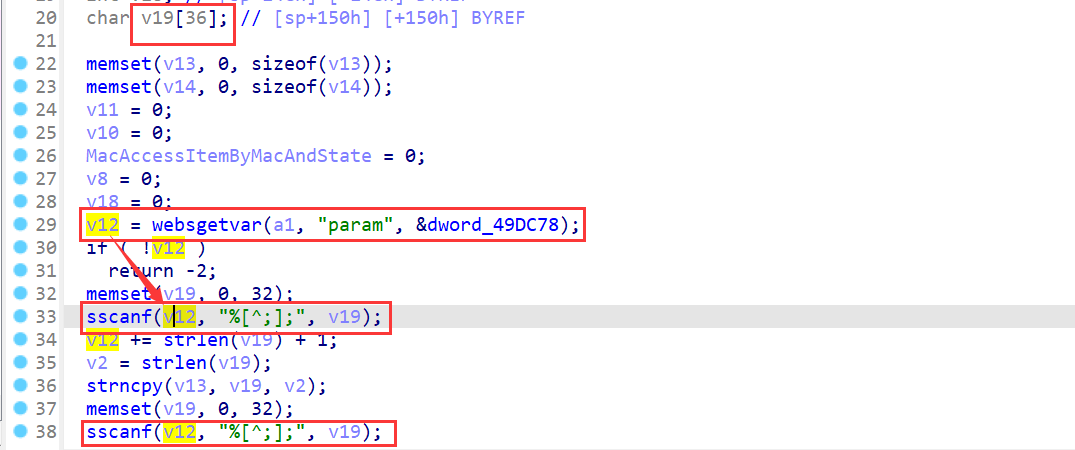 20 char v19[36]; // [sp+150h] [+150h] BYREF
21
22 memset(v13, 0, sizeof(v13));
23 memset(v14, 0, sizeof(v14));
24 v11 = 0;
25 v10 = 0;
26 MacAccessItemByMacAndState = 0;
27 v8 = 0;
28 v18 = 0;
29 v12 = websgetvar(a1, "param", &dword_49DC78);
30 if ( !v12 )
31 return -2;
32 memset(v19, 0, 32);
33 sscanf(v12, "%[^;];", v19);
34 v12 += strlen(v19) + 1;
35 v2 = strlen(v19);
36 strncpy(v13, v19, v2);
37 memset(v19, 0, 32);
38 sscanf(v12, "%[^;];", v19);